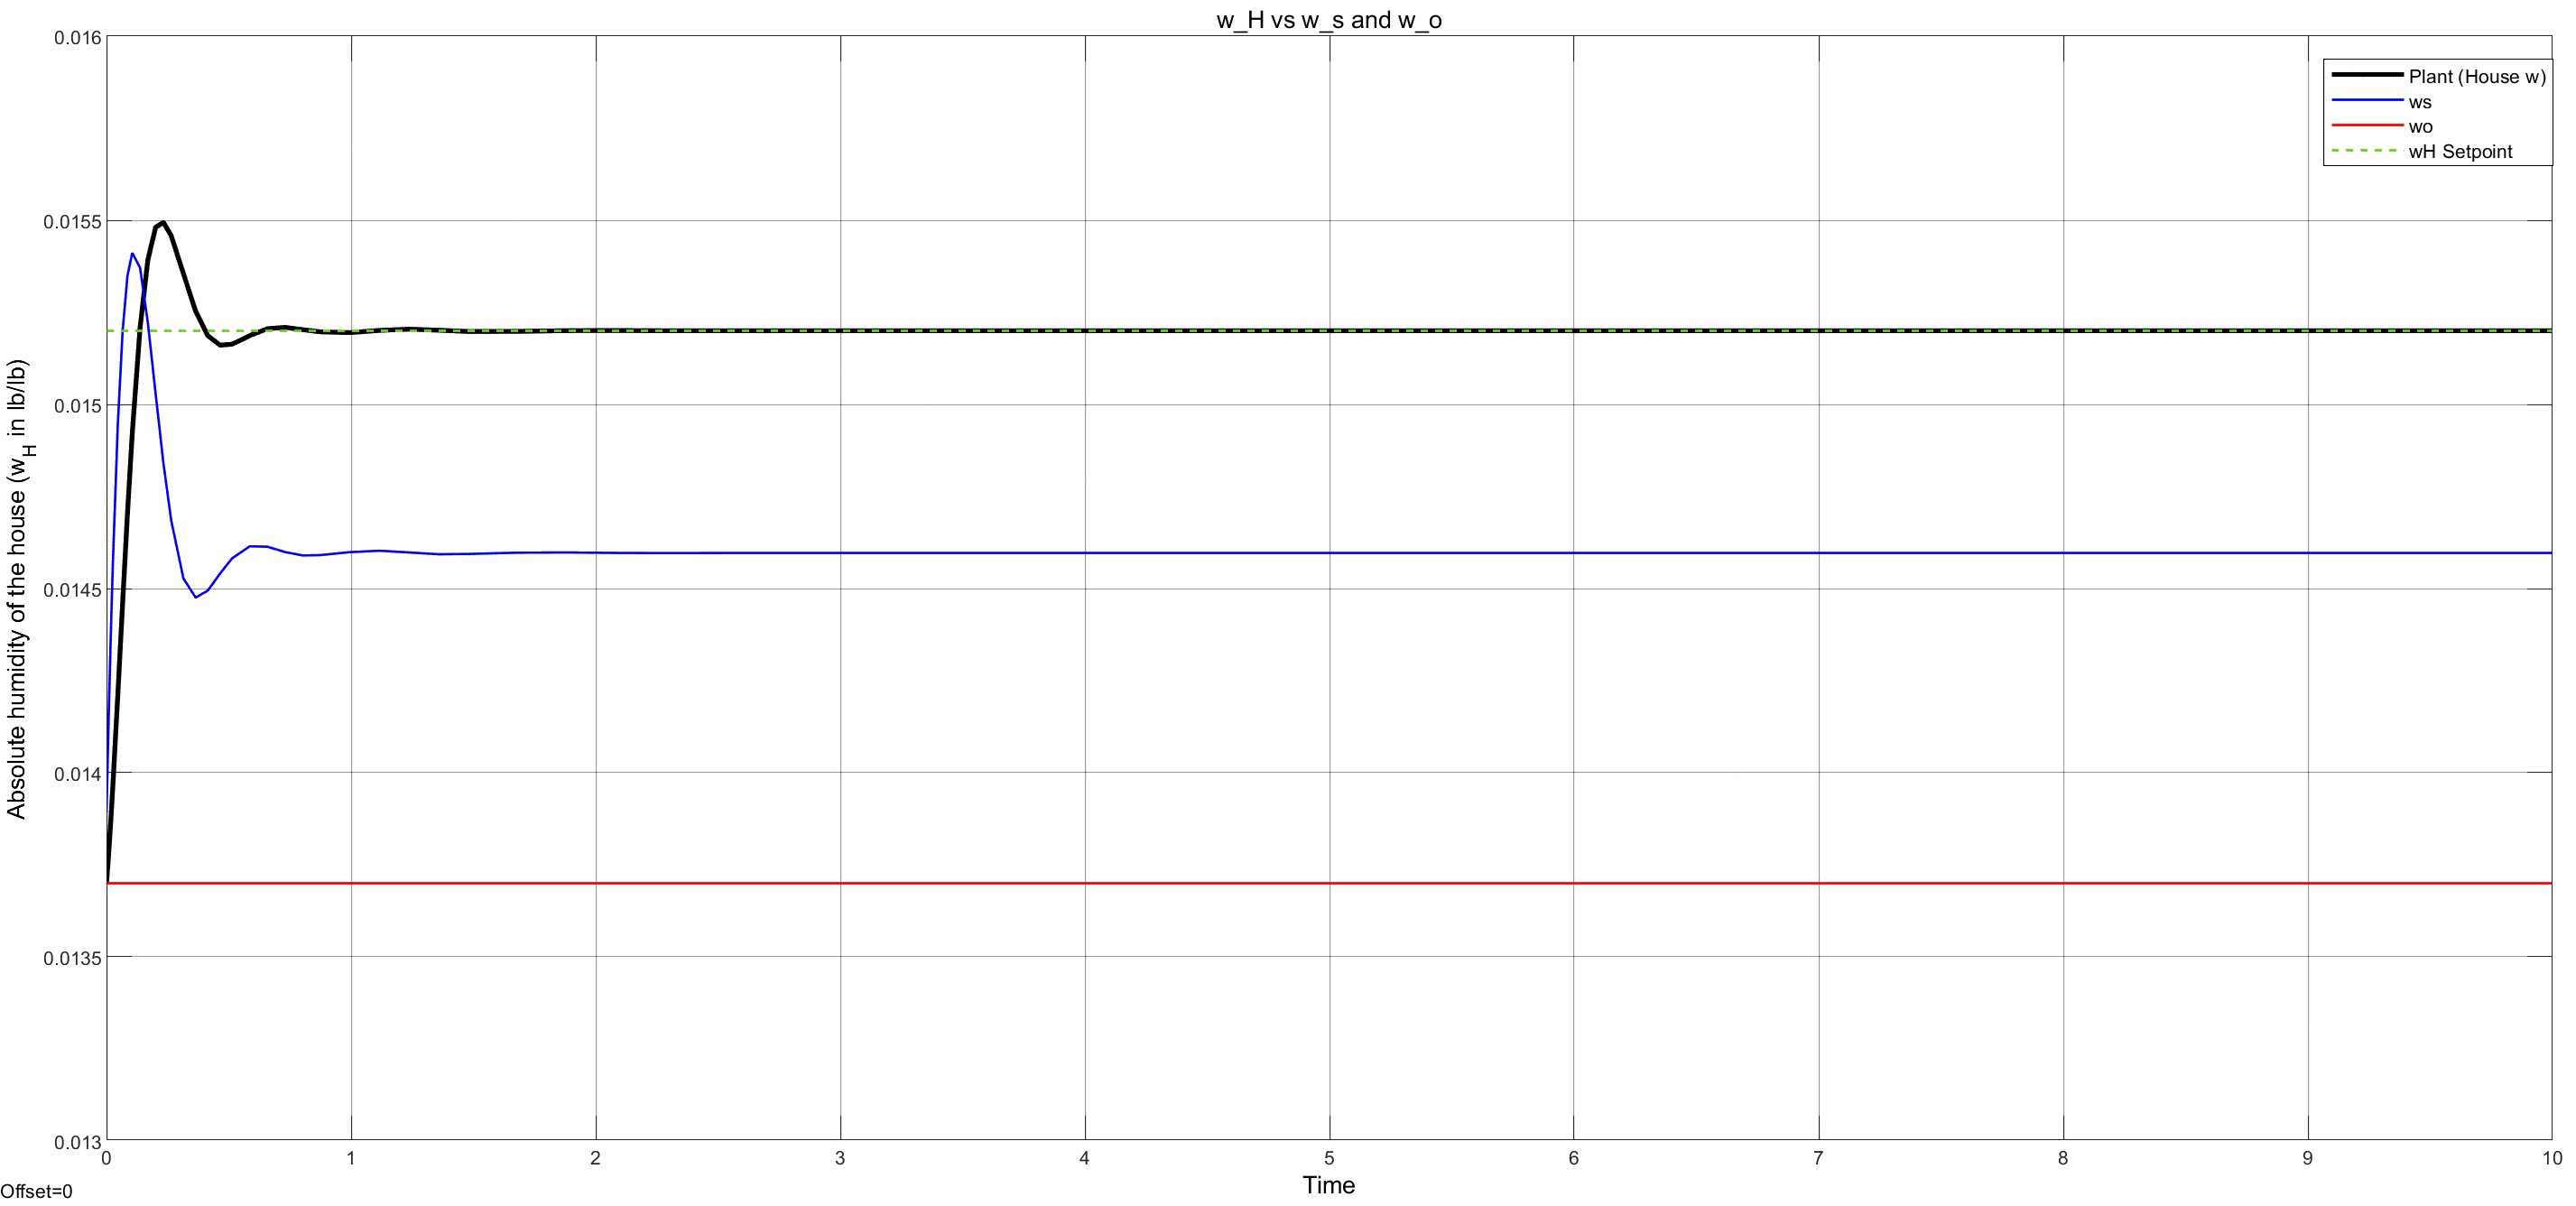 w_H vs w_s and w_o
0.016
0.0155
0.015
0.0145
0.014
0.0135
0.013
Absolute humidity of the house (w_H in lb/lb)
Plant (House w)
ws
wo
wH Setpoint
0 1 2 3 4 5 6 7 8 9 10
Time
Offset=0